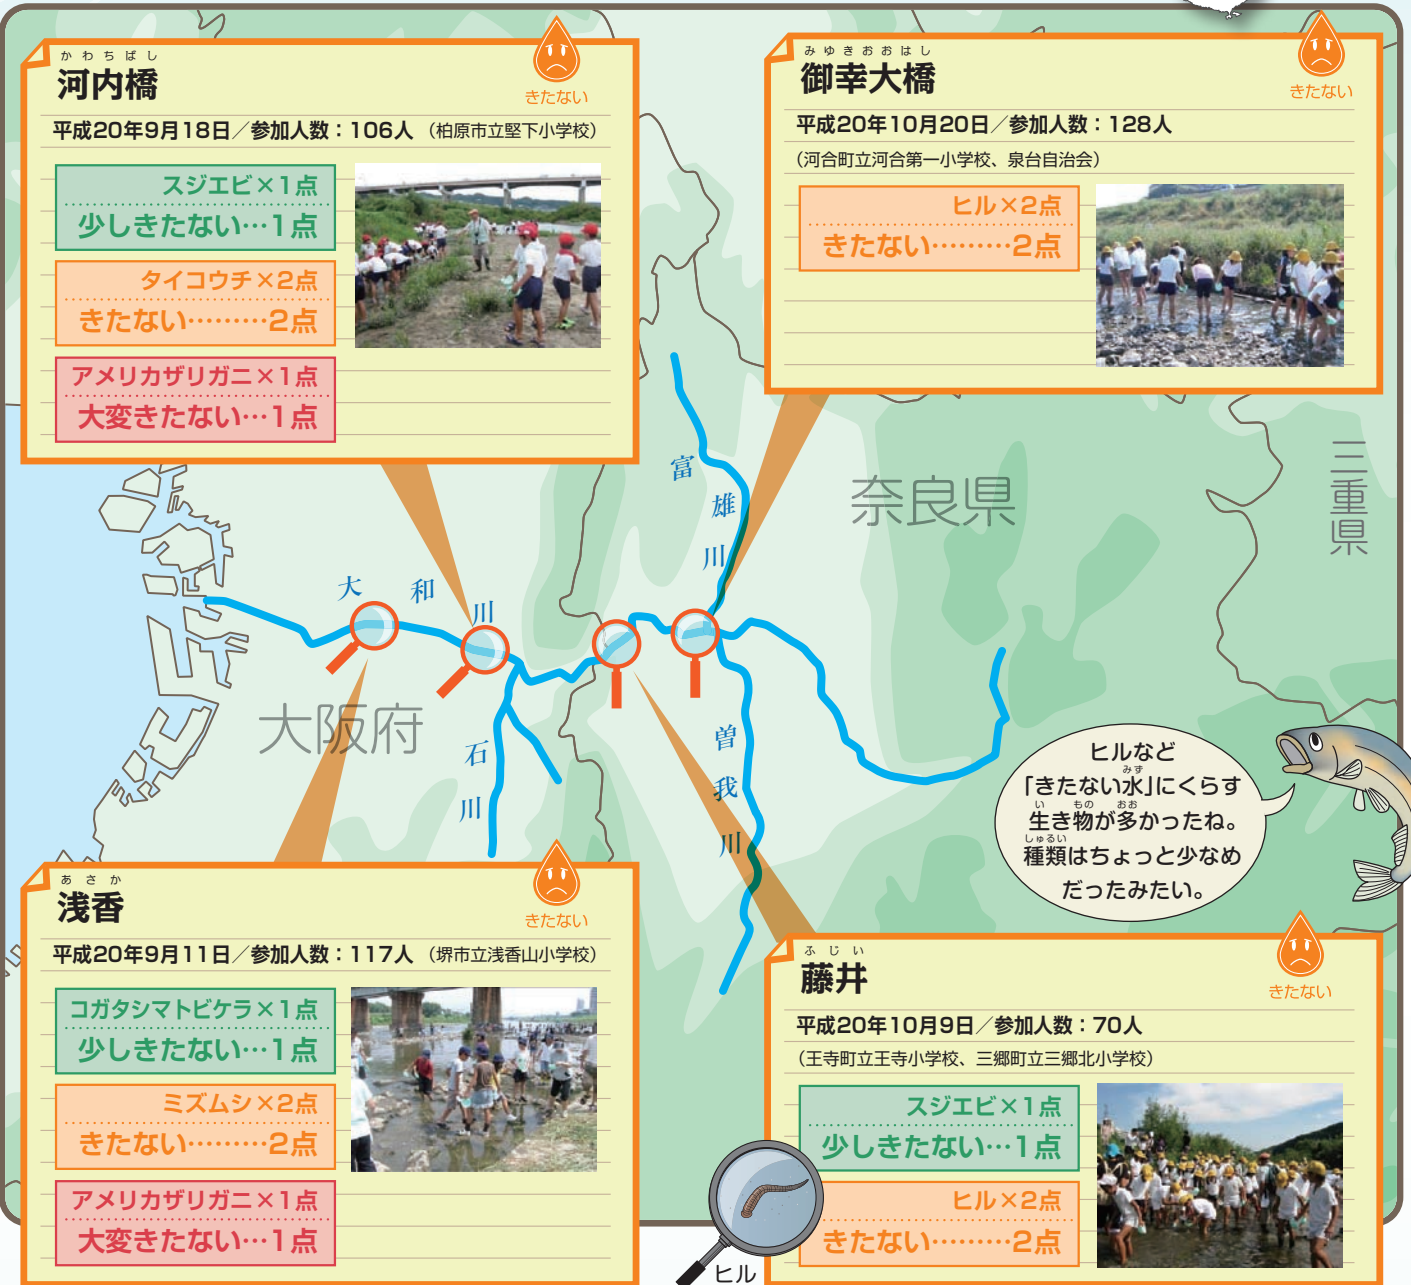 かわちばし
河内橋
きたない
平成20年9月18日／参加人数：106人（柏原市立堅下小学校）
スジエビ×1点
少しきたない…1点
タイコウチ×2点
きたない………2点
アメリカザリガニ×1点
大変きたない…1点
みゆきおおはし
御幸大橋
きたない
平成20年10月20日／参加人数：128人
（河合町立河合第一小学校、泉台自治会）
ヒル×2点
きたない………2点
富雄川
奈良県
三重県
大和川
大阪府
石川
曽我川
ヒルなど
みず
「きたない水」にくらす
い もの おお
生き物が多かったね。
しゅるい
種類はちょっと少なめ
だったみたい。
あさか
浅香
きたない
平成20年9月11日／参加人数：117人（堺市立浅香山小学校）
コガタシマトビケラ×1点
少しきたない…1点
ミズムシ×2点
きたない………2点
アメリカザリガニ×1点
大変きたない…1点
ふじい
藤井
きたない
平成20年10月9日／参加人数：70人
（王寺町立王寺小学校、三郷町立三郷北小学校）
スジエビ×1点
少しきたない…1点
ヒル×2点
きたない………2点
ヒル